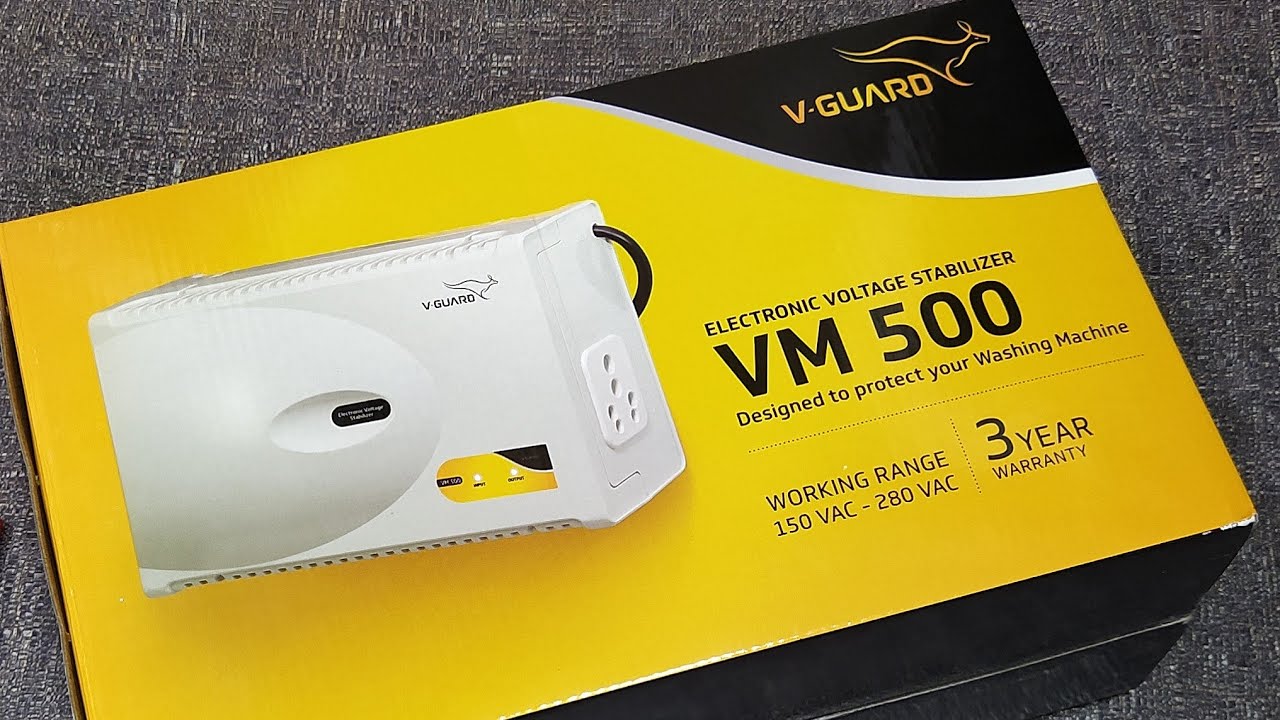 V-GUARD
ELECTRONIC VOLTAGE STABILIZER
VM 500
Designed to protect your Washing Machine
WORKING RANGE
150 VAC - 280 VAC
3 YEAR
WARRANTY
V-GUARD
Electronic Voltage
Stabilizer
VM 500
INPUT
OUTPUT